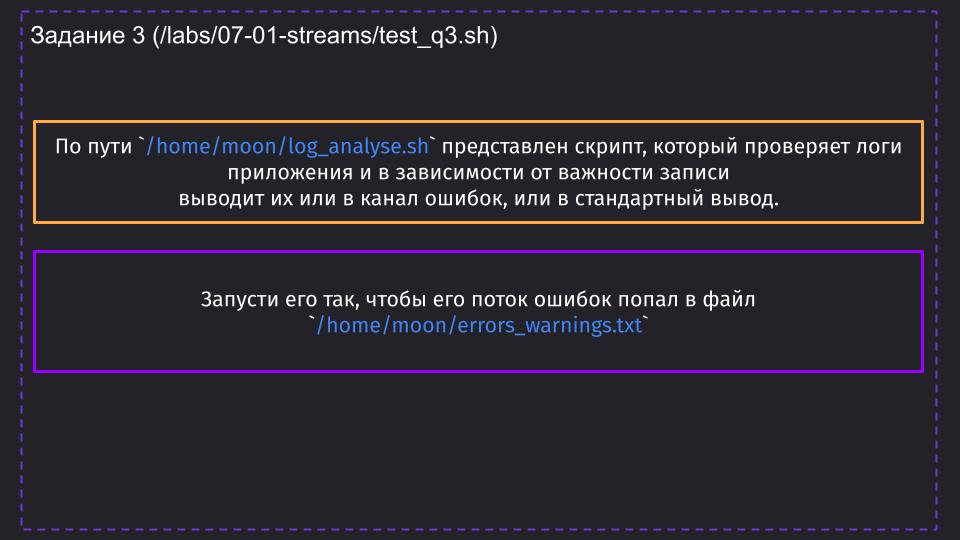 Задание 3 (/labs/07-01-streams/test_q3.sh)
По пути `/home/moon/log_analyse.sh` представлен скрипт, который проверяет логи
приложения и в зависимости от важности записи
выводит их или в канал ошибок, или в стандартный вывод.
Запусти его так, чтобы его поток ошибок попал в файл
`/home/moon/errors_warnings.txt`